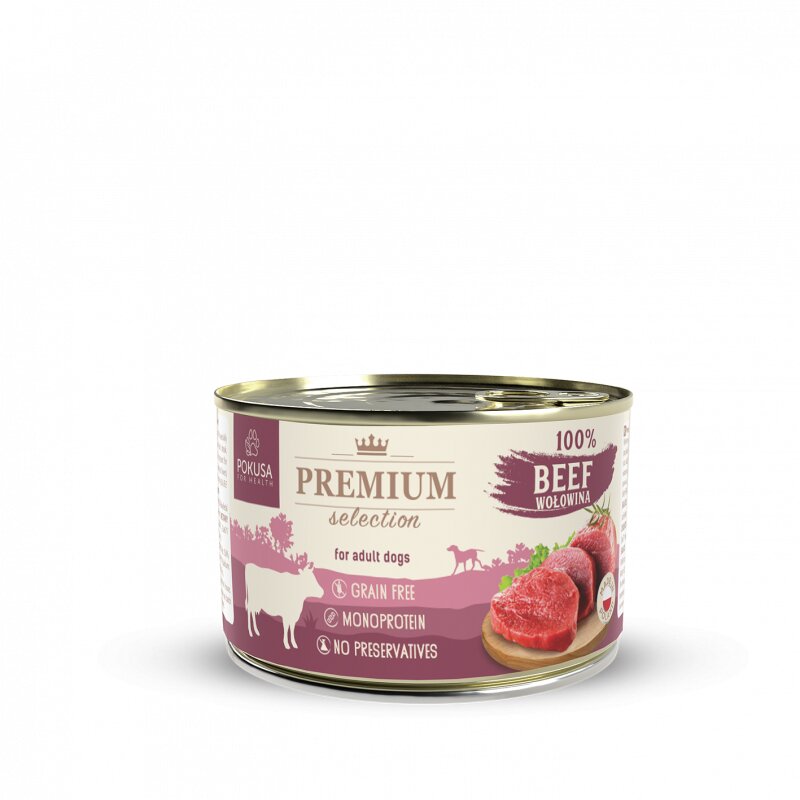 POKUSA
FOR HEALTH
PREMIUM
selection
for adult dogs
GRAIN FREE
MONOPROTEIN
NO PRESERVATIVES
100%
BEEF
WOŁOWINA